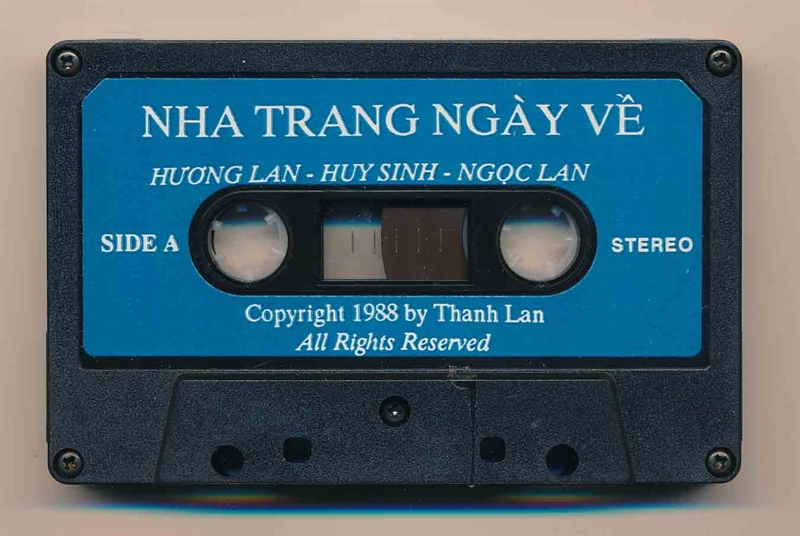 NHA TRANG NGÀY VỀ
HƯƠNG LAN - HUY SINH - NGỌC LAN
SIDE A
STEREO
Copyright 1988 by Thanh Lan
All Rights Reserved